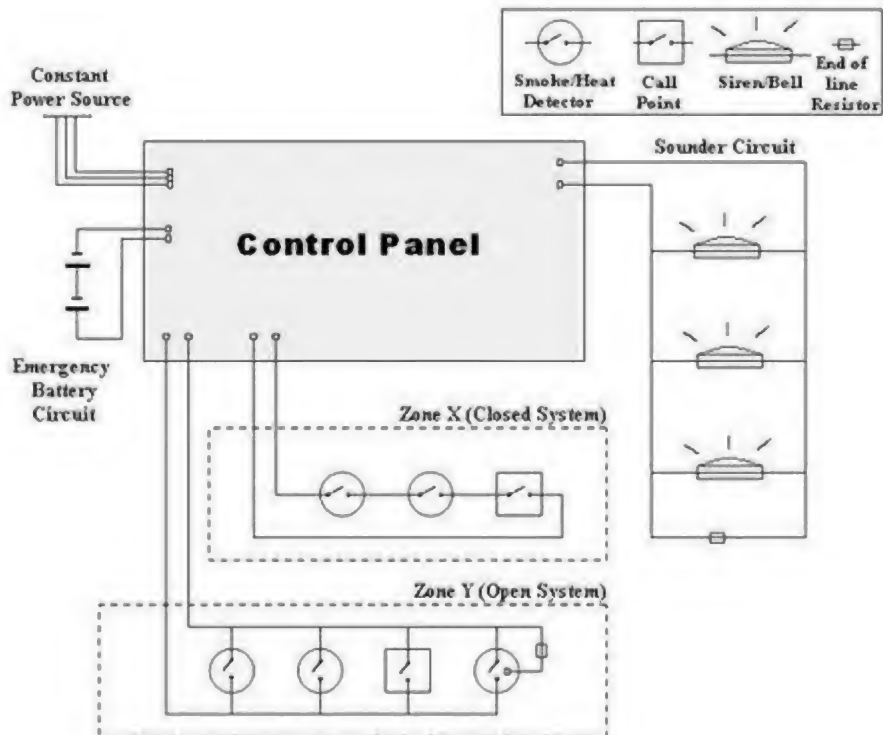 Smoke/Heat
Detector
Call
Point
Siren/Bell
End of
line
Resistor
Constant
Power Source
Sounder Circuit
Control Panel
Emergency
Battery
Circuit
Zone X (Closed System)
Zone Y (Open System)